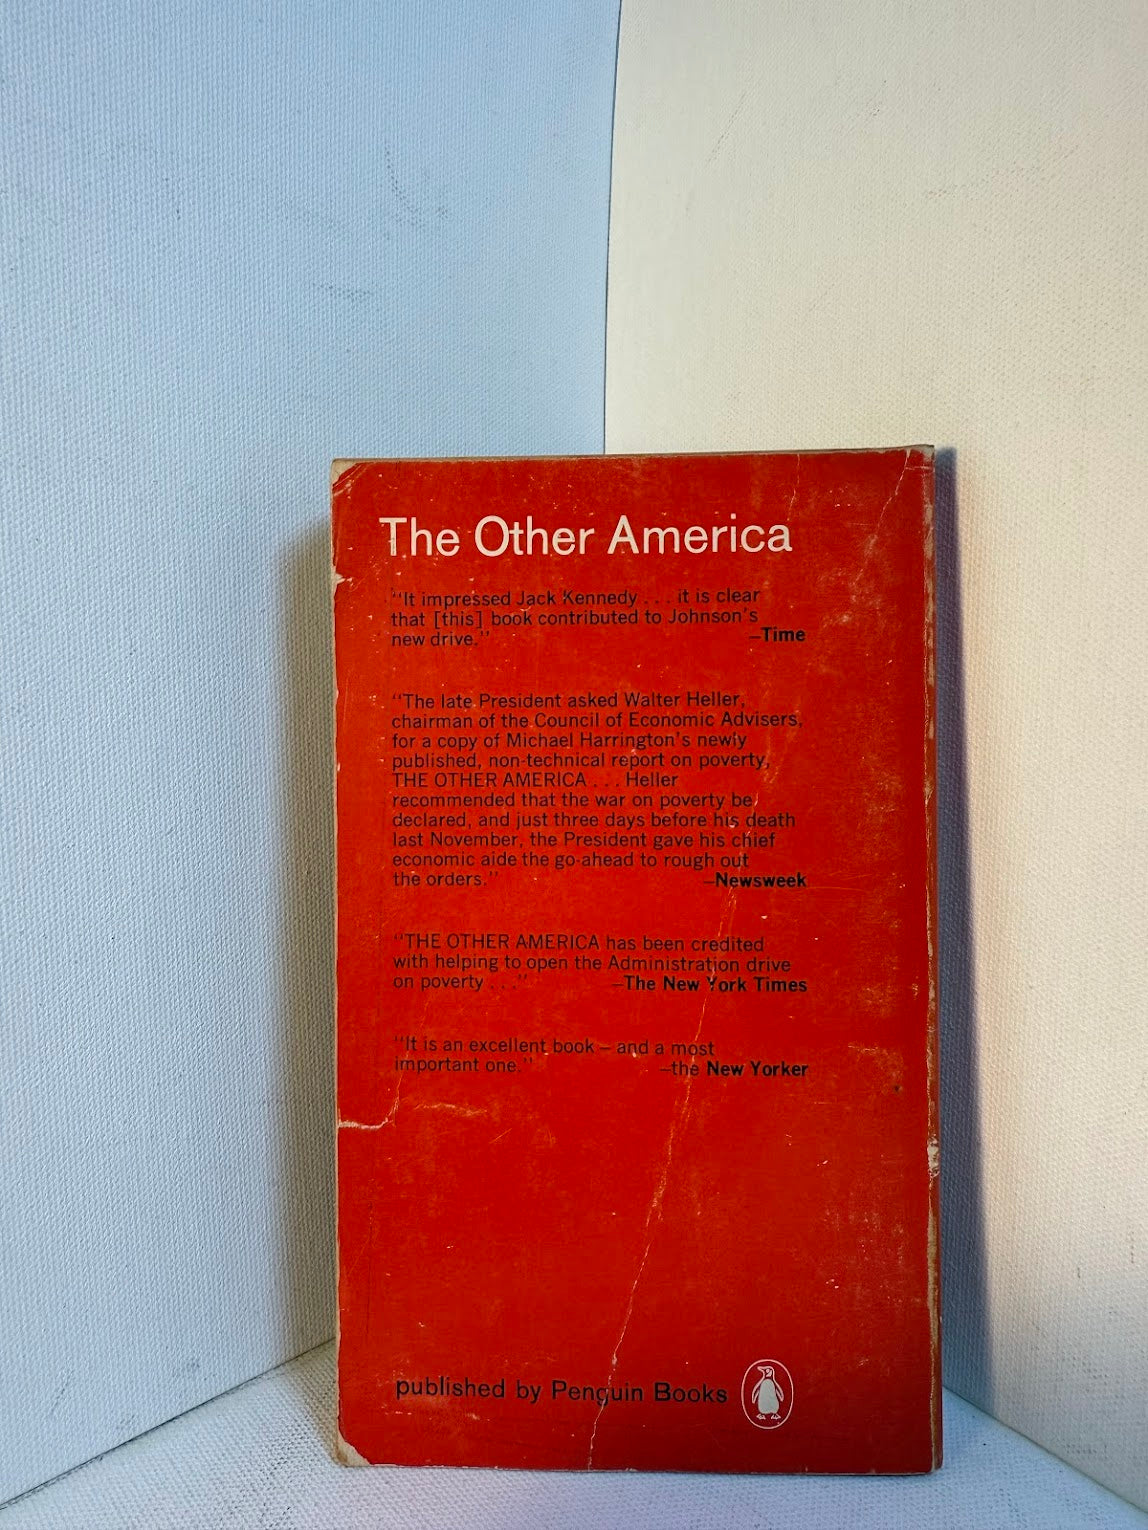 The Other America
"It impressed Jack Kennedy . . . it is clear
that [this] book contributed to Johnson's
new drive." —Time
"The late President asked Walter Heller,
chairman of the Council of Economic Advisers,
for a copy of Michael Harrington's newly
published, non-technical report on poverty,
THE OTHER AMERICA . . . Heller
recommended that the war on poverty be
declared, and just three days before his death
last November, the President gave his chief
economic aide the go-ahead to rough out
the orders." —Newsweek
"THE OTHER AMERICA has been credited
with helping to open the Administration drive
on poverty . . ." —The New York Times
"It is an excellent book – and a most
important one." —the New Yorker
published by Penguin Books